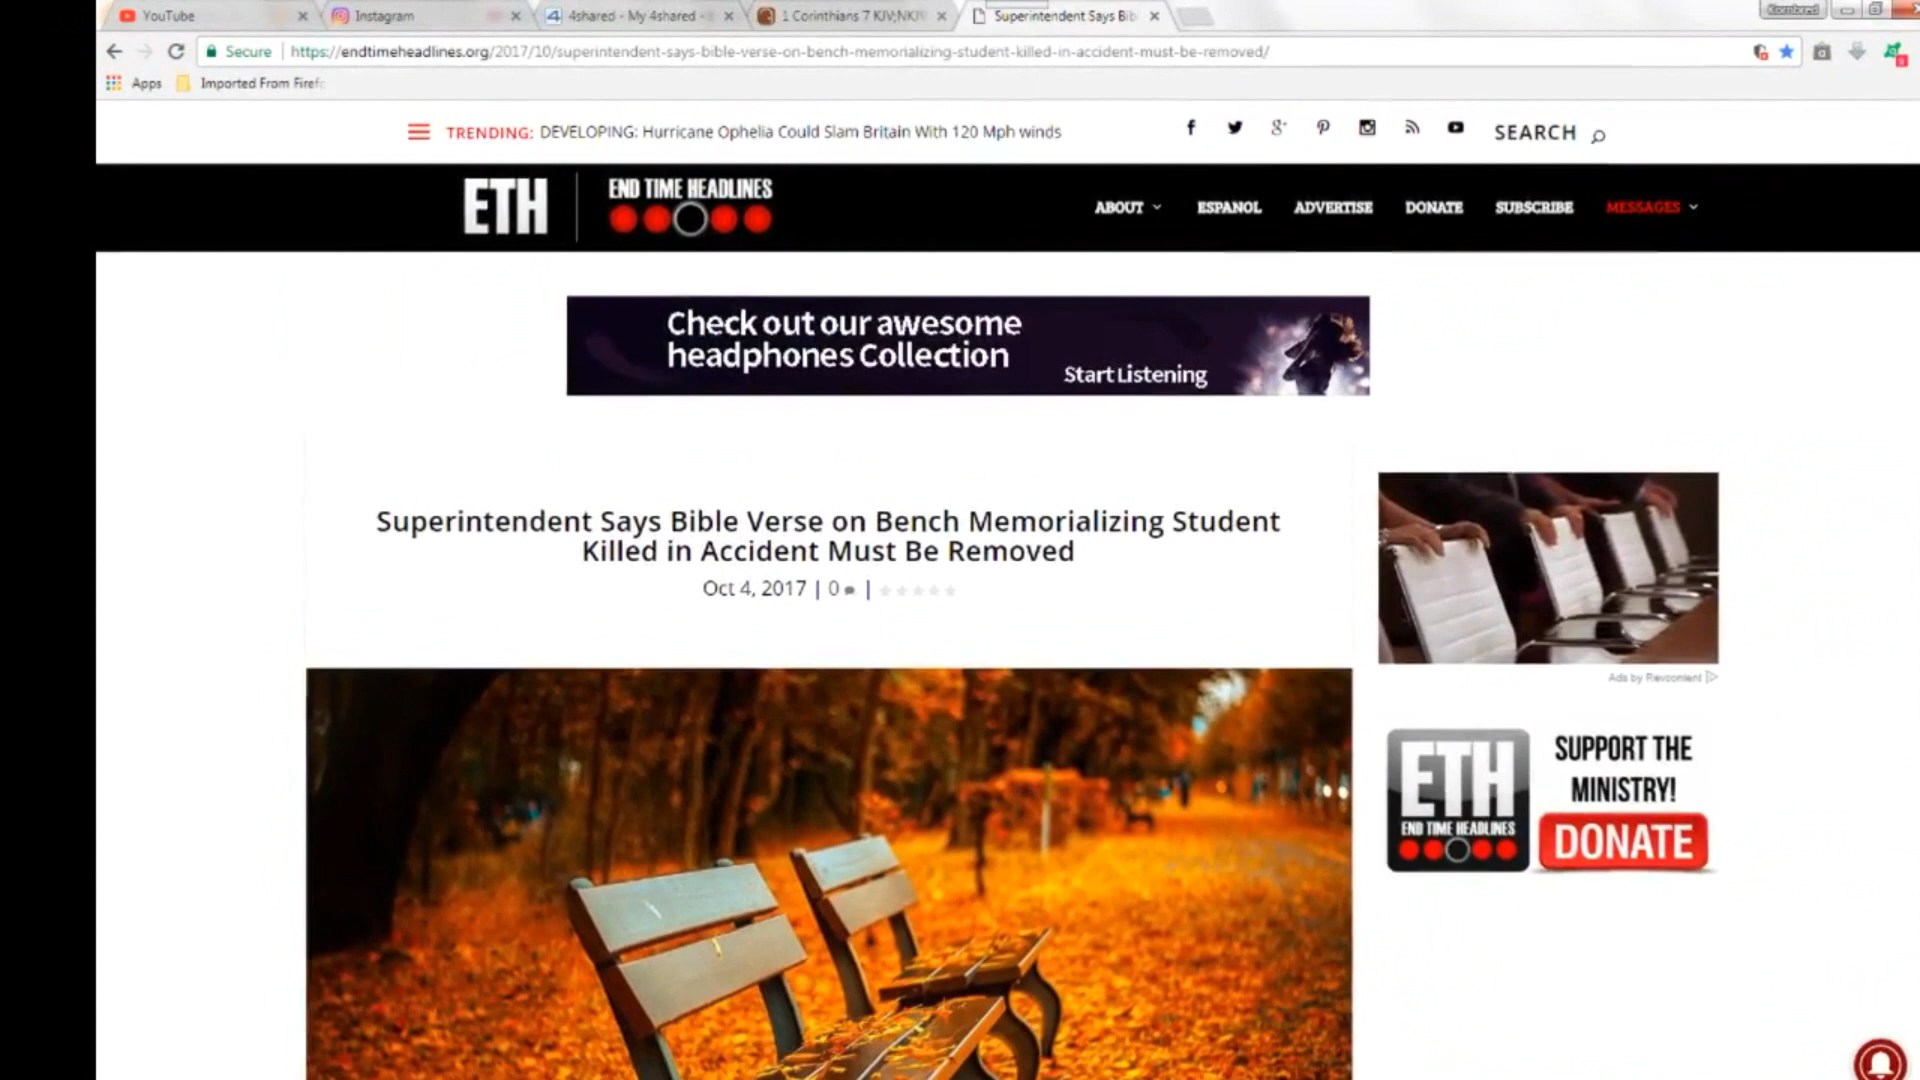 YouTube
Instagram
4shared - My 4shared -
1 Corinthians 7 KJV;NKJV
Superintendent Says Bib
Kombred
Secure
https://endtimeheadlines.org/2017/10/superintendent-says-bible-verse-on-bench-memorializing-student-killed-in-accident-must-be-removed/
Apps
Imported From Firefo
TRENDING: DEVELOPING: Hurricane Ophelia Could Slam Britain With 120 Mph winds
SEARCH
ETH
END TIME HEADLINES
ABOUT
ESPANOL
ADVERTISE
DONATE
SUBSCRIBE
MESSAGES
Check out our awesome
headphones Collection
Start Listening
Superintendent Says Bible Verse on Bench Memorializing Student
Killed in Accident Must Be Removed
Oct 4, 2017 | 0 |
Ads by Revcontent
ETH
END TIME HEADLINES
SUPPORT THE
MINISTRY!
DONATE